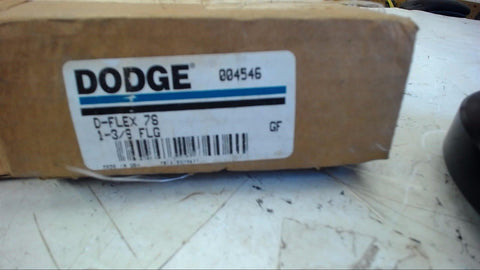 DODGE® 004546
D-FLEX 7S
1-3/8 FLG
GF